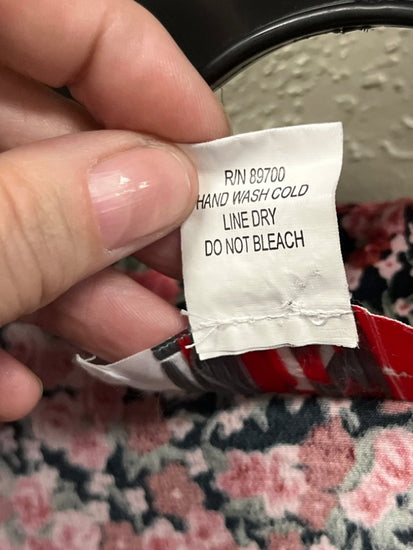 R/N 89700
HAND WASH COLD
LINE DRY
DO NOT BLEACH